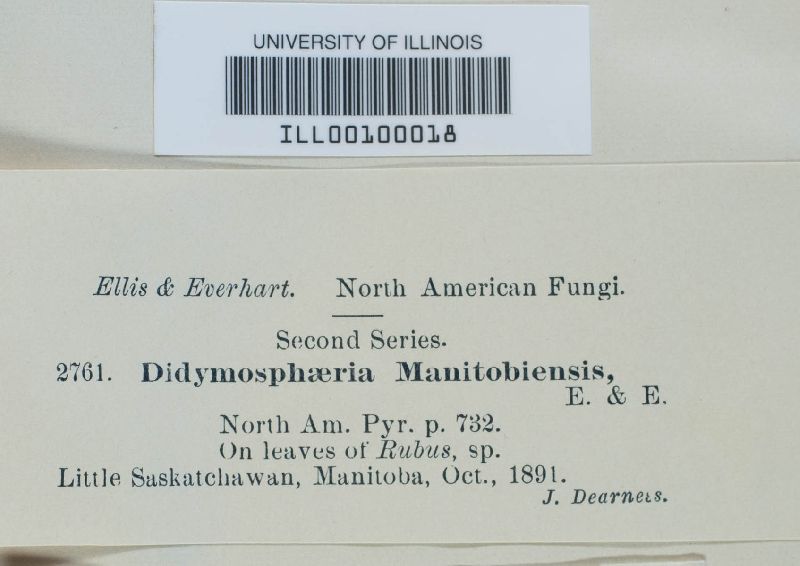 UNIVERSITY OF ILLINOIS
ILL00100018
Ellis & Everhart. North American Fungi.
Second Series.
2761. Didymosphæria Manitobiensis,
E. & E.
North Am. Pyr. p. 732.
On leaves of Rubus, sp.
Little Saskatchawan, Manitoba, Oct., 1891.
J. Dearness.